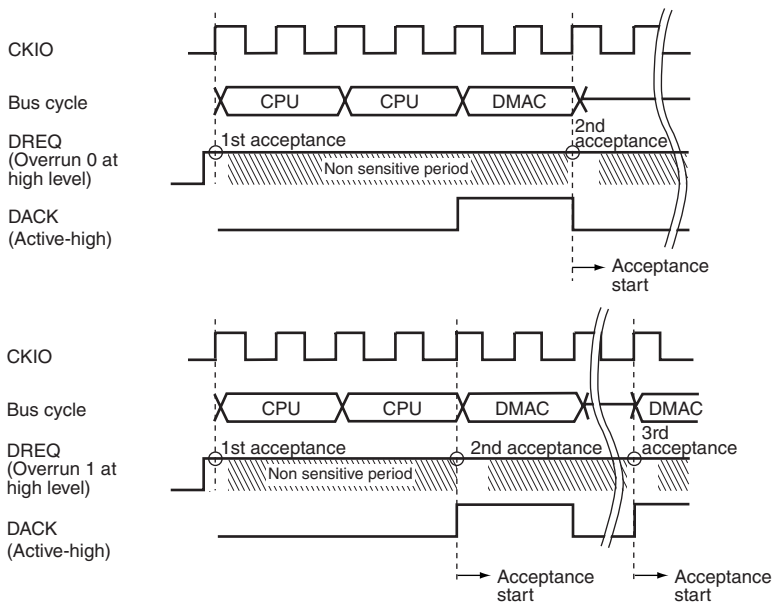 CKIO
Bus cycle
CPU
CPU
DMAC
DREQ
(Overrun 0 at
high level)
1st acceptance
2nd
acceptance
Non sensitive period
DACK
(Active-high)
Acceptance
start
CKIO
Bus cycle
CPU
CPU
DMAC
DMAC
DREQ
(Overrun 1 at
high level)
1st acceptance
2nd acceptance
3rd
acceptance
Non sensitive period
DACK
(Active-high)
Acceptance
start
Acceptance
start